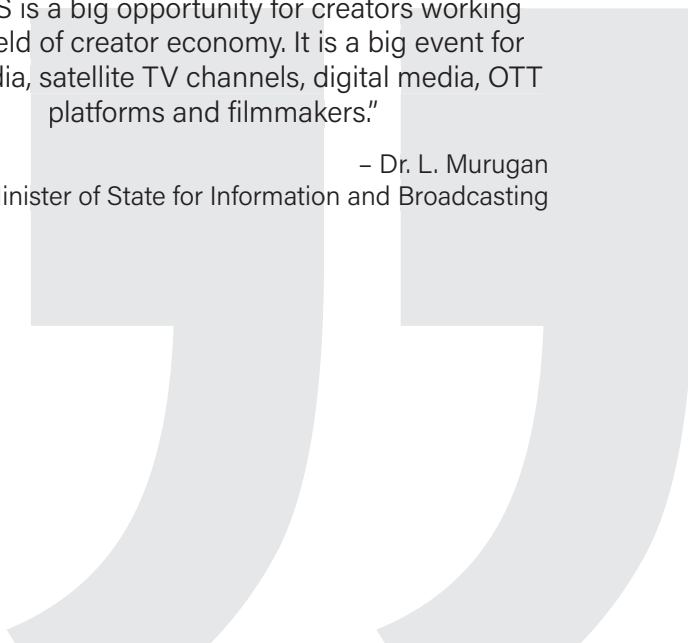 S is a big opportunity for creators working
eld of creator economy. It is a big event for
dia, satellite TV channels, digital media, OTT
platforms and filmmakers.”
– Dr. L. Murugan
inister of State for Information and Broadcasting